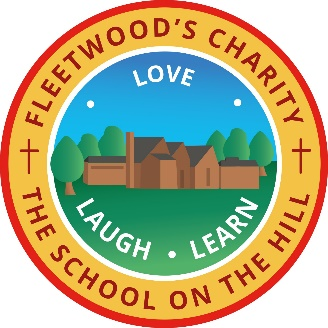 FLEETWOOD'S CHARITY
LOVE
LAUGH • LEARN
THE SCHOOL ON THE HILL